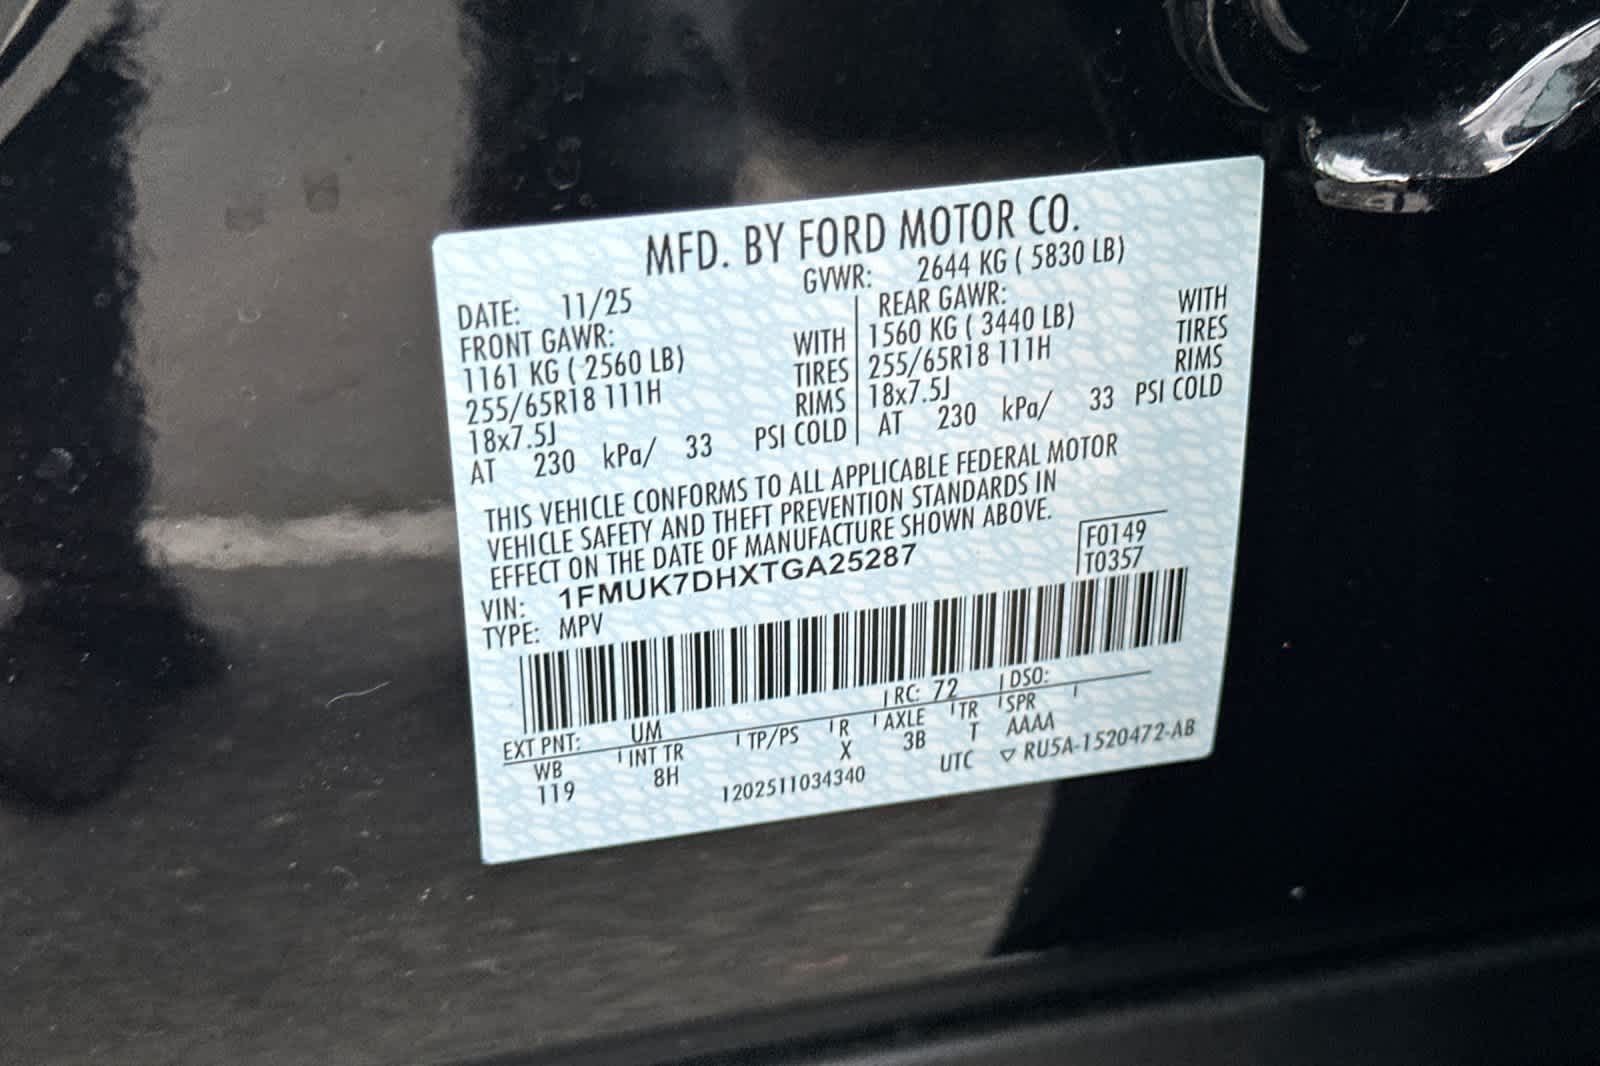 MFD. BY FORD MOTOR CO.
DATE: 11/25 GVWR: 2644 KG ( 5830 LB)
FRONT GAWR: REAR GAWR:
1161 KG ( 2560 LB) WITH 1560 KG ( 3440 LB) WITH
255/65R18 111H TIRES 255/65R18 111H TIRES
18x7.5J RIMS 18x7.5J RIMS
AT 230 kPa/ 33 PSI COLD AT 230 kPa/ 33 PSI COLD
THIS VEHICLE CONFORMS TO ALL APPLICABLE FEDERAL MOTOR
VEHICLE SAFETY AND THEFT PREVENTION STANDARDS IN
EFFECT ON THE DATE OF MANUFACTURE SHOWN ABOVE.
VIN: 1FMUK7DHXTGA25287 F0149
TYPE: MPV T0357
EXT PNT: UM RC: 72 DSO:
WB INT TR TP/PS R AXLE TR SPR
119 8H X 3B T AAAA
1202511034340 UTC ▽ RU5A-1520472-AB